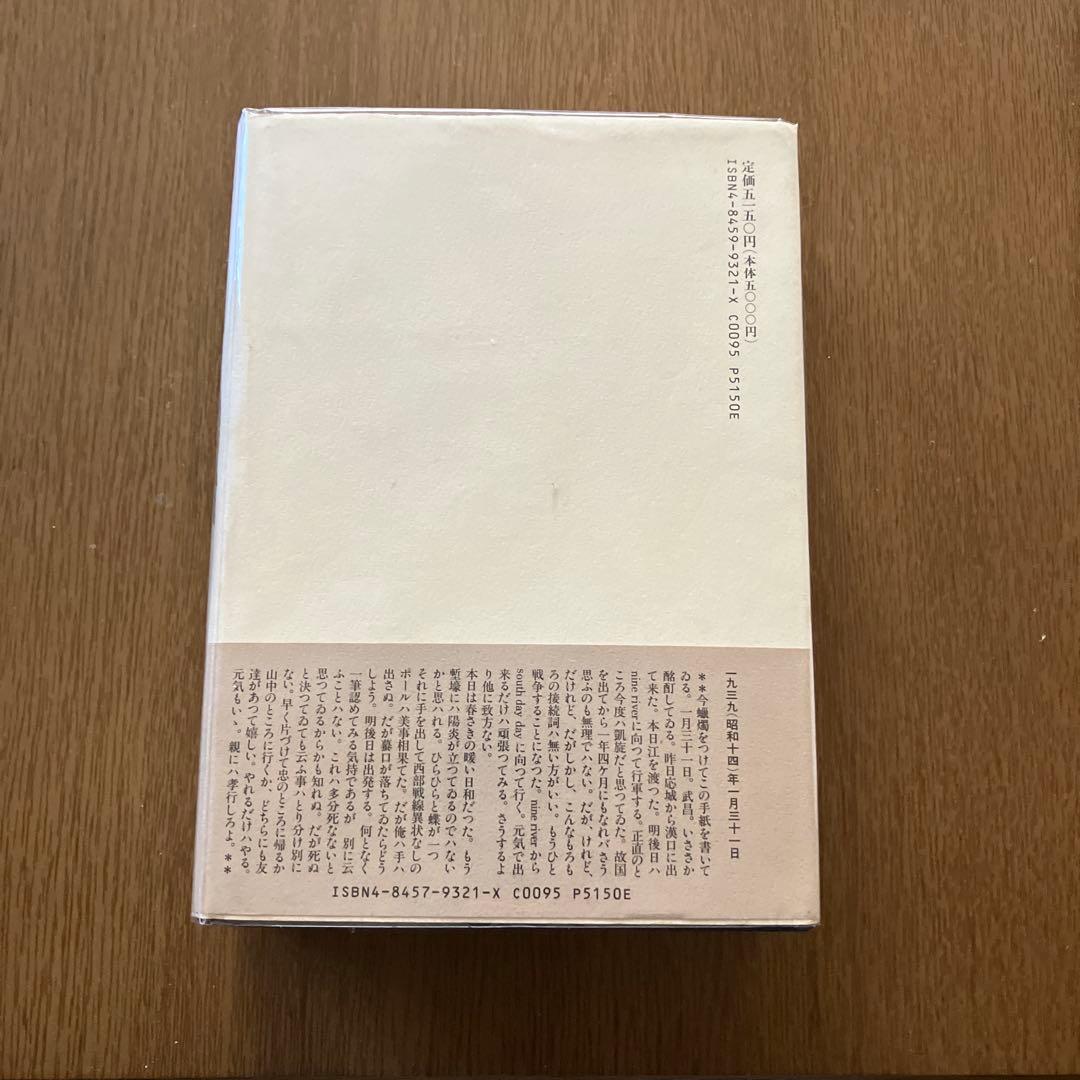 定価五一五〇円(本体五〇〇〇円)
ISBN4-8459-9321-X C0095 P5150E
一九三九(昭和十四)年一月三十一日
**今蠟燭をつけてこの手紙を書いて
ゐる。一月三十一日。武昌。いささか
酩酊してゐる。昨日応城から漢口に出
て来た。本日江を渡つた。明後日ハ
nine riverに向つて行軍する。正直のと
ころ今度ハ凱旋だと思つてゐた。故国
を出てから一年四ケ月にもなれバさう
思ふのも無理でハない。だが、けれど、
だけれど、だがしかし、こんなもろも
ろの接続詞ハ無い方がいい。もうひと
戦争することになつた。nine riverから
south day dayに向つて行く。元気で出
来るだけハ頑張つてみる。さうするよ
り他に致方ない。
本日は春さきの暖い日和だつた。もう
塹壕にハ陽炎が立つてゐるのでハない
かと思ハれる。ひらひらと蝶が一つ
それに手を出して西部戦線異状なしの
ポールハ美事相果てた。だが俺ハ手ハ
出さぬ。だが蟇口が落ちてゐたらどう
しよう。明後日は出発する。何となく
一筆認めてみる気持であるが 別に云
ふことハない。これハ多分死なないと
思つてゐるからかも知れぬ。だが死ぬ
と決つてゐても云ふ事ハとり分け別に
ない。早く片づけて忠のところに帰るか
山中のところに行くか、どちらにも友
達があつて嬉しい。やれるだけハやる。
元気もいゝ。親にハ孝行しろよ。**
ISBN4-8457-9321-X C0095 P5150E